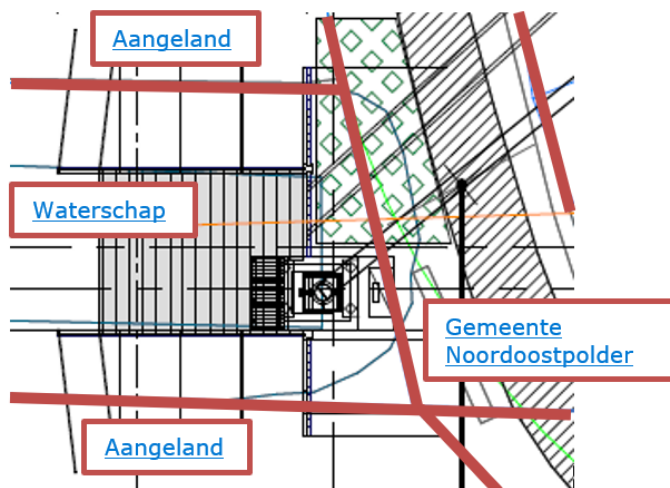 Aangeland
Waterschap
Gemeente
Noordoostpolder
Aangeland